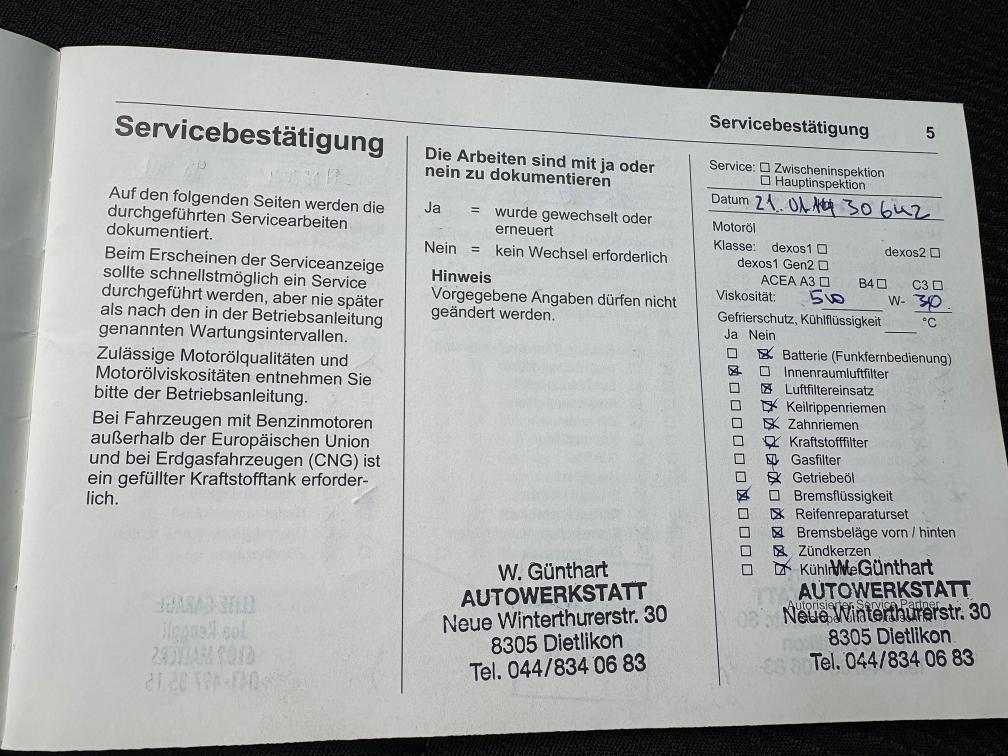 Servicebestätigung 5
Servicebestätigung
Auf den folgenden Seiten werden die
durchgeführten Servicearbeiten
dokumentiert.
Beim Erscheinen der Serviceanzeige
sollte schnellstmöglich ein Service
durchgeführt werden, aber nie später
als nach den in der Betriebsanleitung
genannten Wartungsintervallen.
Zulässige Motorölqualitäten und
Motorölviskositäten entnehmen Sie
bitte der Betriebsanleitung.
Bei Fahrzeugen mit Benzinmotoren
außerhalb der Europäischen Union
und bei Erdgasfahrzeugen (CNG) ist
ein gefüllter Kraftstofftank erforder-
lich.
Die Arbeiten sind mit ja oder
nein zu dokumentieren
Ja = wurde gewechselt oder
erneuert
Nein = kein Wechsel erforderlich
Hinweis
Vorgegebene Angaben dürfen nicht
geändert werden.
W. Günthart
AUTOWERKSTATT
Neue Winterthurerstr. 30
8305 Dietlikon
Tel. 044/834 06 83
Service: Zwischeninspektion
Hauptinspektion
Datum 21.01.19 30642
Motoröl
Klasse: dexos1 dexos2
dexos1 Gen2
ACEA A3 B4 C3
Viskosität: W- 30
Gefrierschutz, Kühlflüssigkeit °C
Ja Nein
Batterie (Funkfernbedienung)
Innenraumluftfilter
Luftfiltereinsatz
Keilrippenriemen
Zahnriemen
Kraftstofffilter
Gasfilter
Getriebeöl
Bremsflüssigkeit
Reifenreparaturset
Bremsbeläge vorn / hinten
Zündkerzen
W. Günthart
AUTOWERKSTATT
Autorisierter Service Partner
Neue Winterthurerstr. 30
8305 Dietlikon
Tel. 044/834 06 83